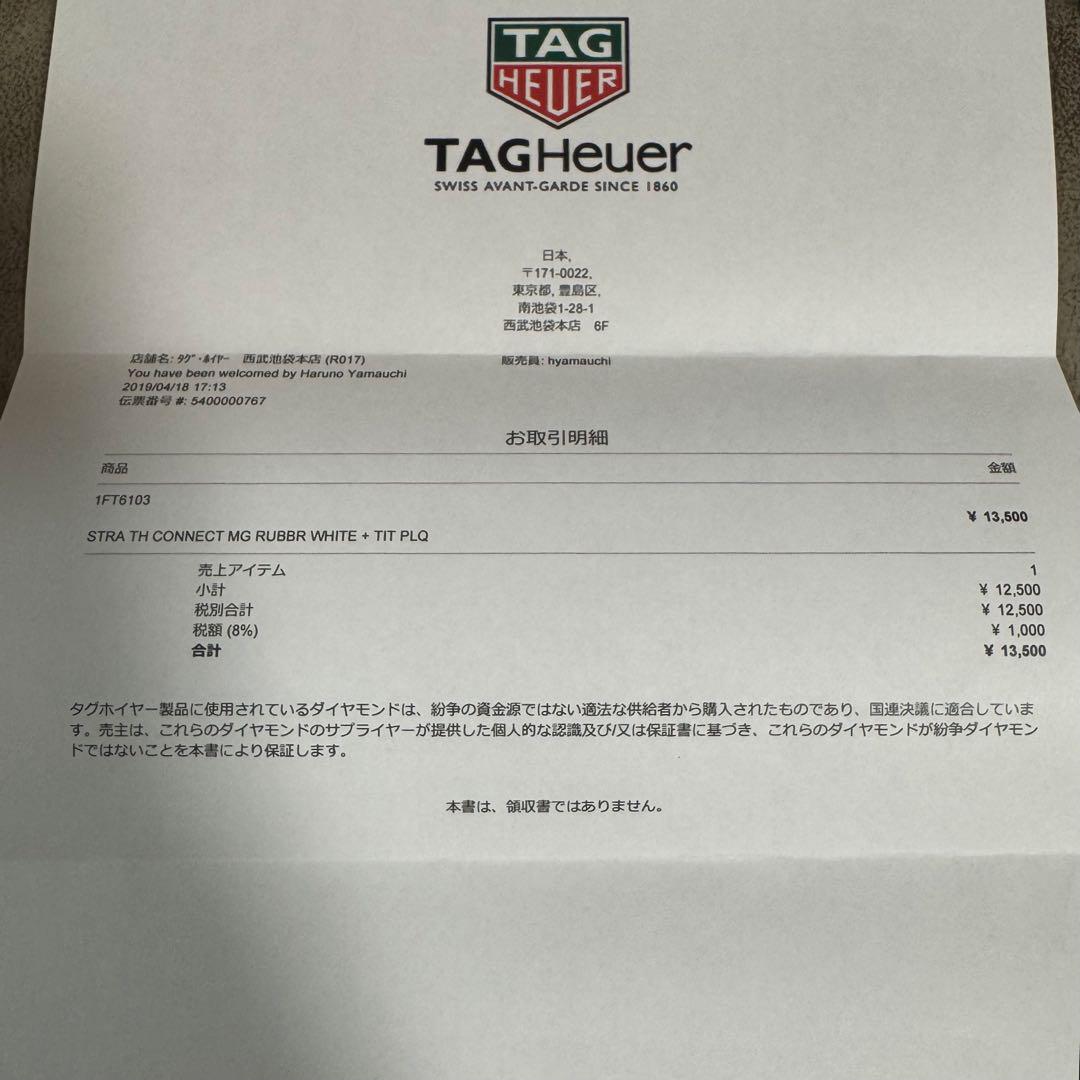 TAG
HEUER
TAGHeuer
SWISS AVANT-GARDE SINCE 1860
日本,
〒171-0022,
東京都, 豊島区,
南池袋1-28-1
西武池袋本店 6F
店舗名: ﾀｸﾞ・ﾎｲﾔｰ 西武池袋本店 (R017)
販売員: hyamauchi
You have been welcomed by Haruno Yamauchi
2019/04/18 17:13
伝票番号 #: 5400000767
お取引明細
商品 金額
1FT6103
¥ 13,500
STRA TH CONNECT MG RUBBR WHITE + TIT PLQ
売上アイテム 1
小計 ¥ 12,500
税別合計 ¥ 12,500
税額 (8%) ¥ 1,000
合計 ¥ 13,500
タグホイヤー製品に使用されているダイヤモンドは、紛争の資金源ではない適法な供給者から購入されたものであり、国連決議に適合していま
す。売主は、これらのダイヤモンドのサプライヤーが提供した個人的な認識及び/又は保証書に基づき、これらのダイヤモンドが紛争ダイヤモン
ドではないことを本書により保証します。
本書は、領収書ではありません。